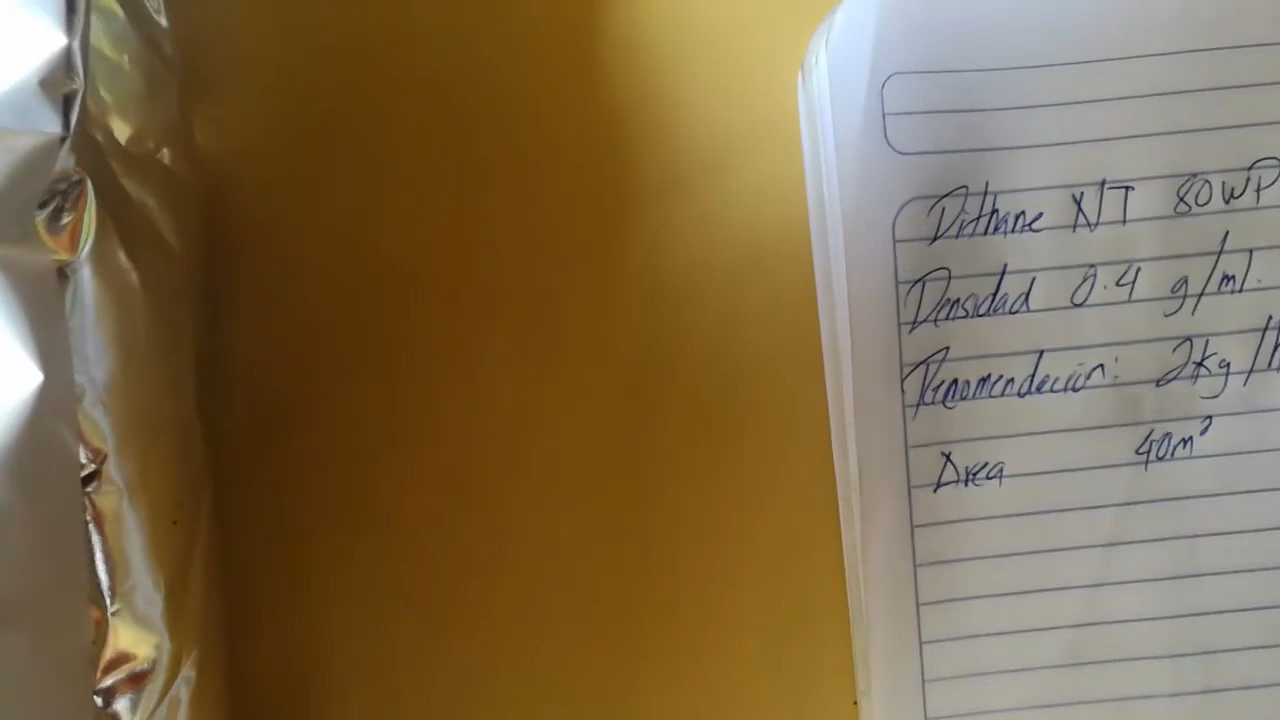 Dithane NT 80WP
Densidad 0.4 g/ml.
Recomendación: 2kg/h
Area 40m²